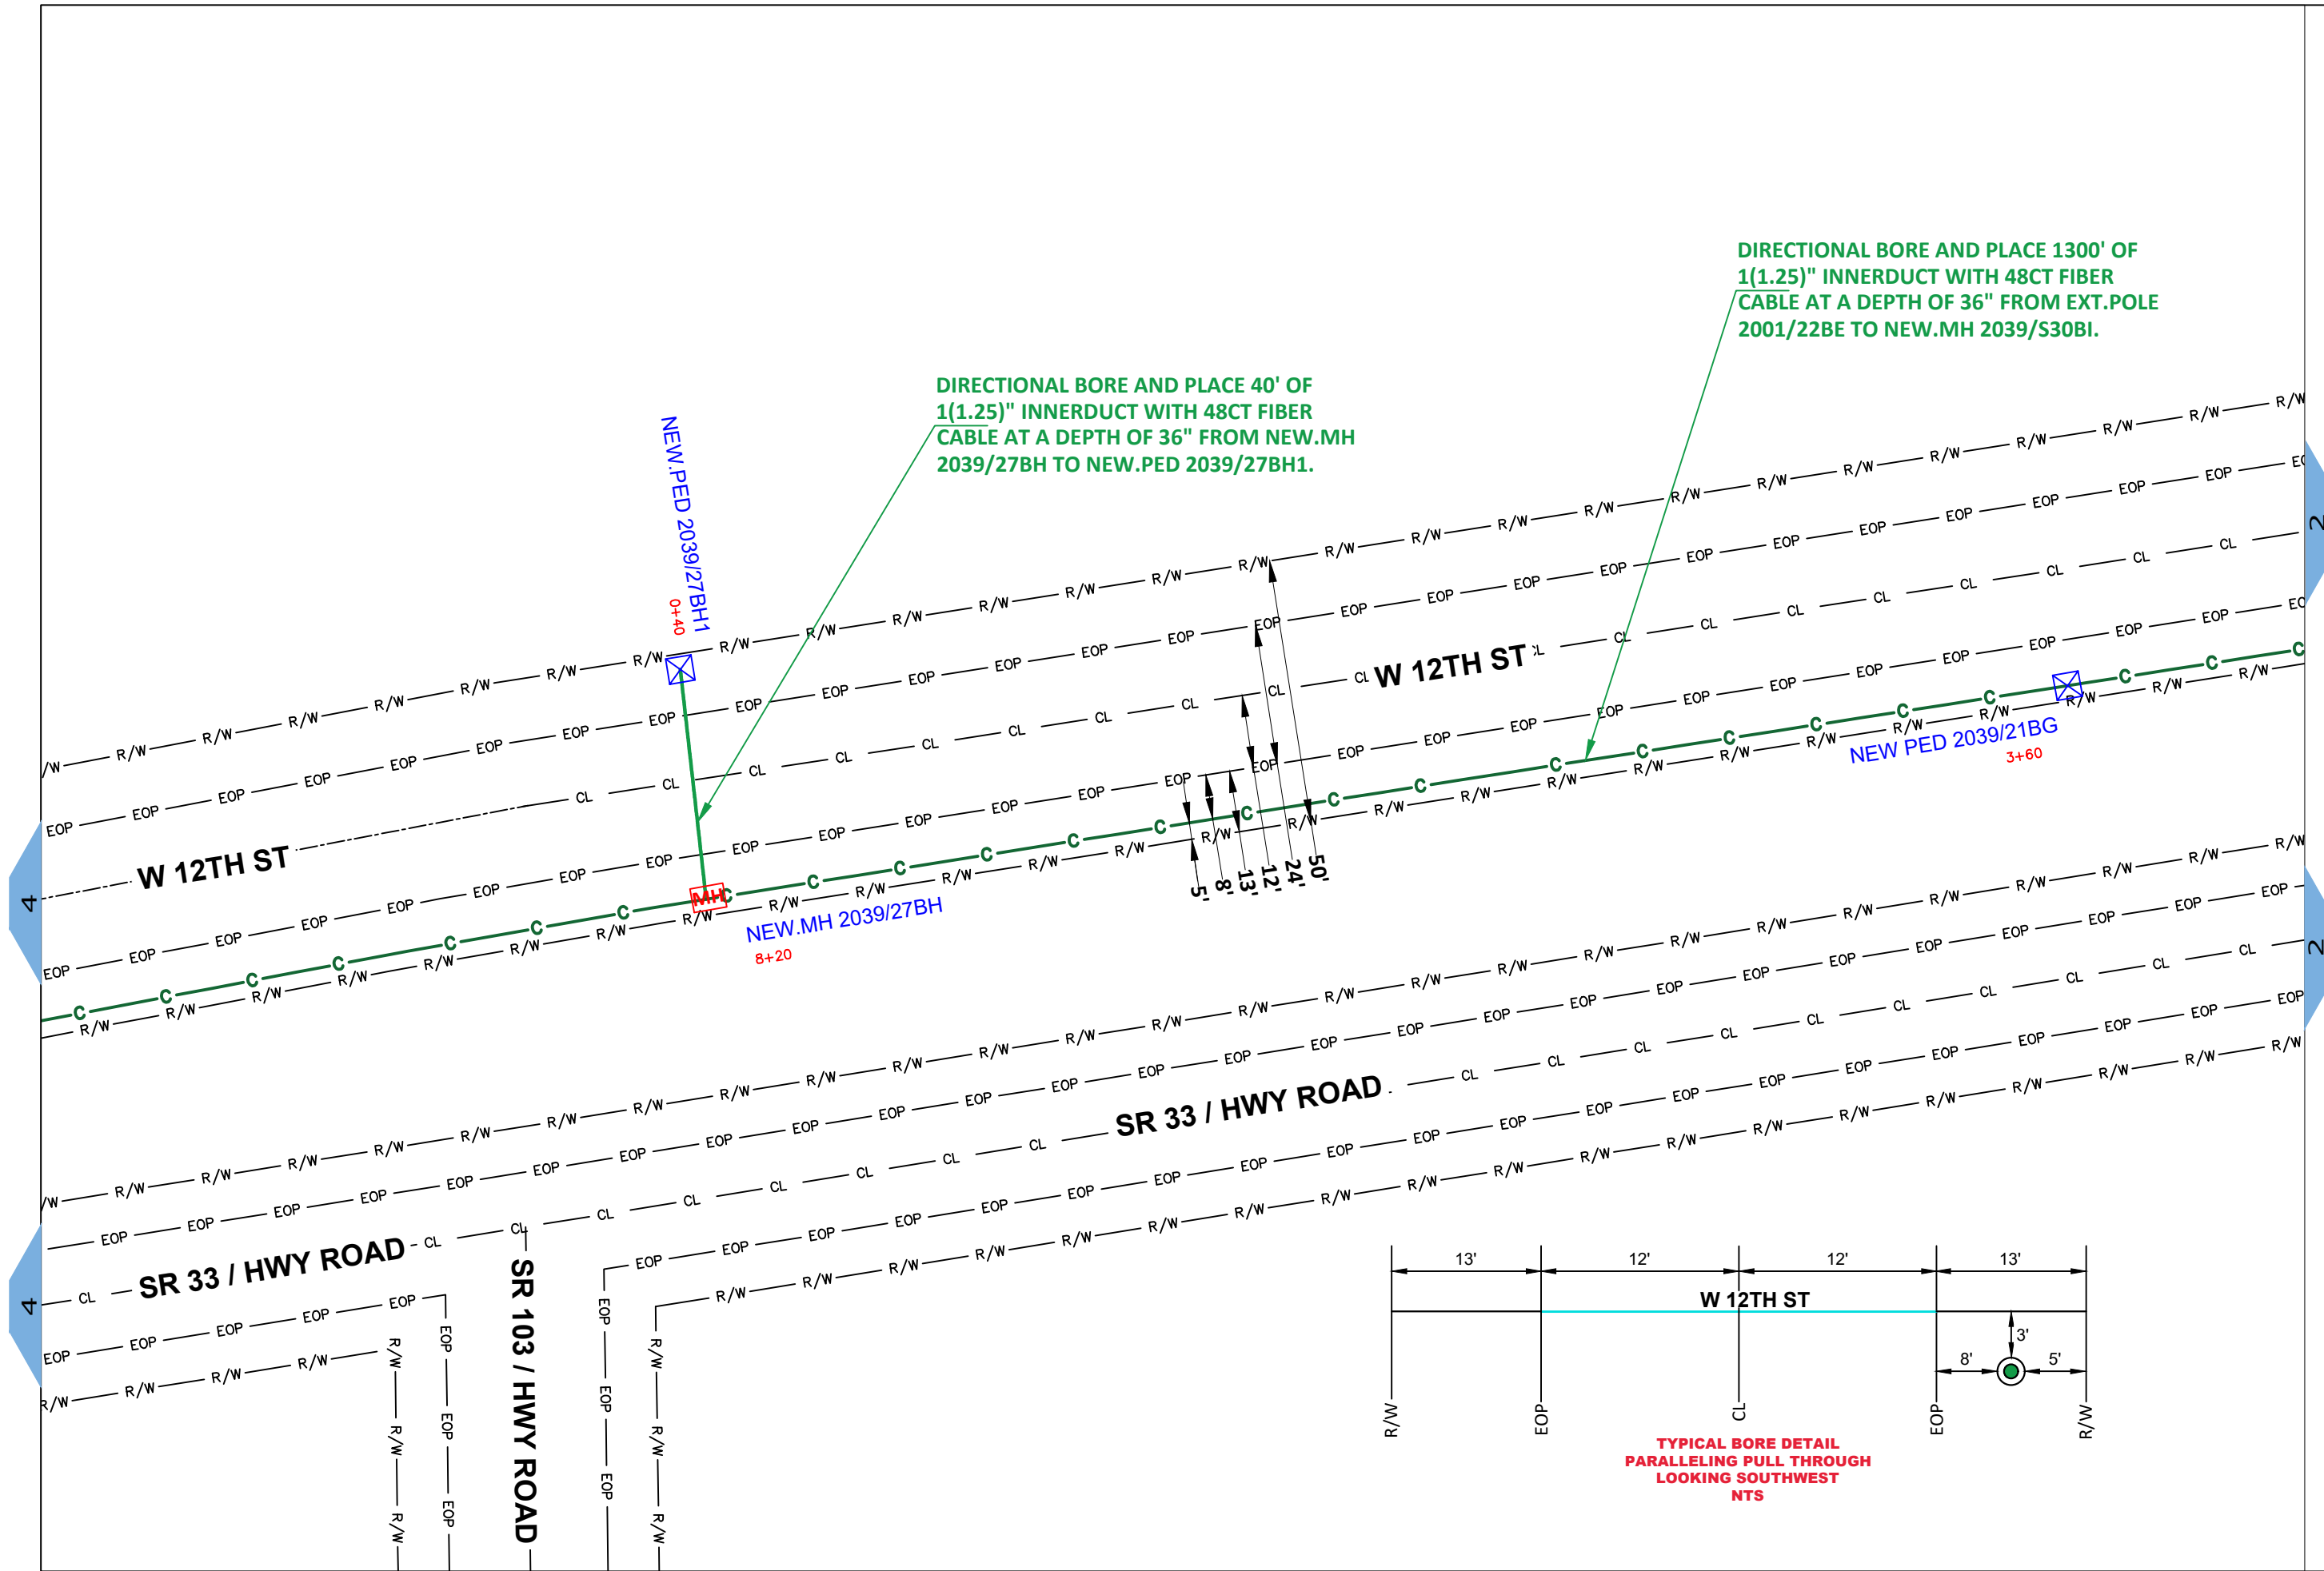 DIRECTIONAL BORE AND PLACE 1300' OF
1(1.25)" INNERDUCT WITH 48CT FIBER
CABLE AT A DEPTH OF 36" FROM EXT.POLE
2001/22BE TO NEW.MH 2039/S30BI.
DIRECTIONAL BORE AND PLACE 40' OF
1(1.25)" INNERDUCT WITH 48CT FIBER
CABLE AT A DEPTH OF 36" FROM NEW.MH
2039/27BH TO NEW.PED 2039/27BH1.
NEW.PED 2039/27BH1
0+40
R/W
EOP
CL
W 12TH ST
EOP
C
R/W
W 12TH ST
NEW PED 2039/21BG
3+60
MH
NEW.MH 2039/27BH
8+20
5'
8'
13'
12'
24'
50'
2
2
4
4
R/W
EOP
CL
SR 33 / HWY ROAD
SR 33 / HWY ROAD
EOP
R/W
SR 103 / HWY ROAD
13'
12'
12'
13'
W 12TH ST
3'
8'
5'
R/W
EOP
CL
EOP
R/W
TYPICAL BORE DETAIL
PARALLELING PULL THROUGH
LOOKING SOUTHWEST
NTS